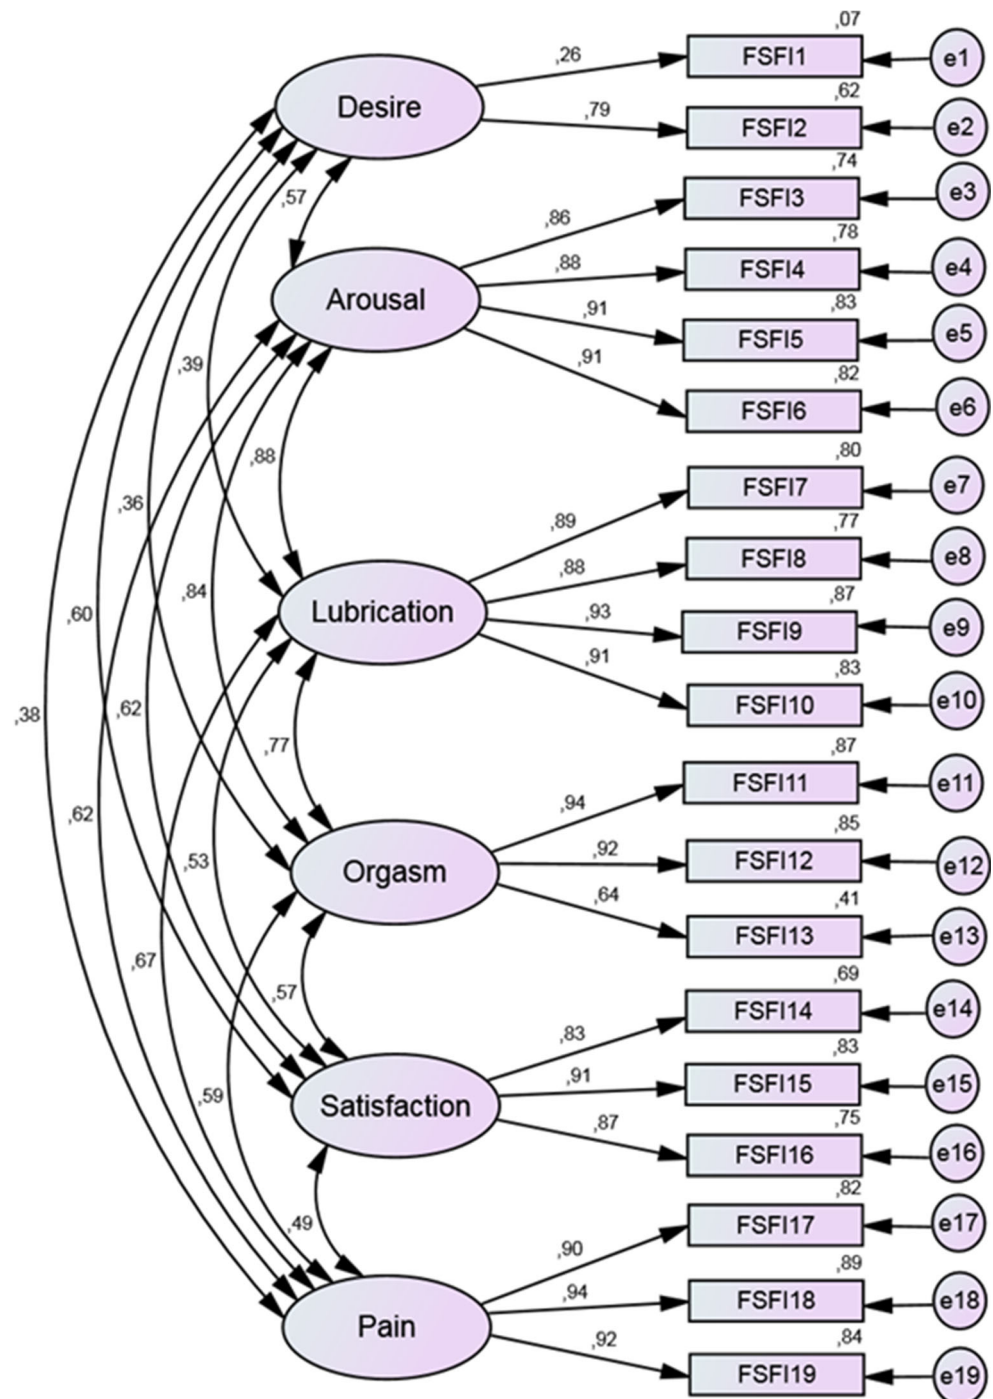 ,07
,26
FSFI1
e1
Desire
,62
,79
FSFI2
e2
,74
,57
FSFI3
e3
,86
,78
,88
FSFI4
e4
Arousal
,91
,83
FSFI5
e5
,91
,82
,39
FSFI6
e6
,88
,80
,36
FSFI7
e7
,89
,77
,88
FSFI8
e8
,84
,87
,60
Lubrication
,93
FSFI9
e9
,91
,83
,38
,62
FSFI10
e10
,77
,87
,62
,94
FSFI11
e11
,85
,53
Orgasm
,92
FSFI12
e12
,64
,41
,67
FSFI13
e13
,57
,69
,83
FSFI14
e14
,83
,59
Satisfaction
,91
FSFI15
e15
,87
,75
FSFI16
e16
,82
,49
,90
FSFI17
e17
,89
,94
FSFI18
e18
Pain
,92
,84
FSFI19
e19